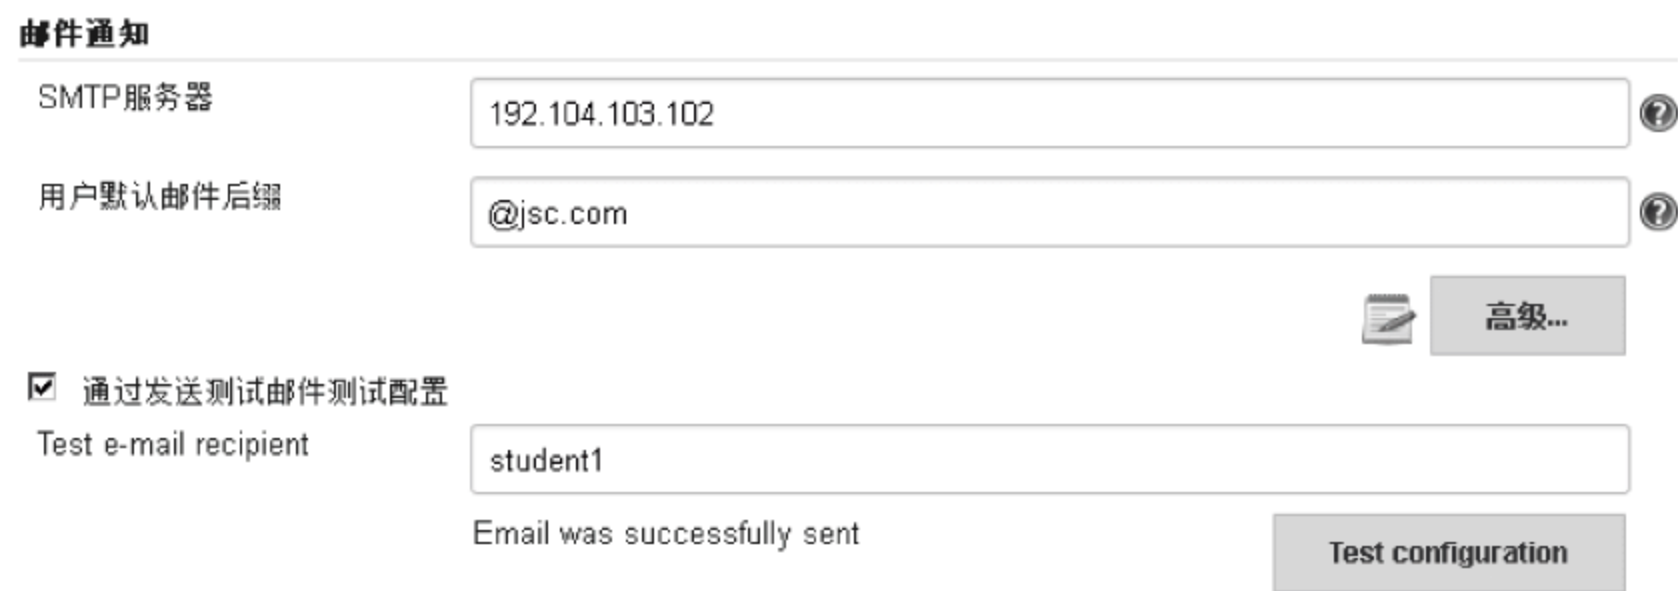 邮件通知
SMTP服务器
192.104.103.102
用户默认邮件后缀
@jsc.com
高级...
通过发送测试邮件测试配置
Test e-mail recipient
student1
Email was successfully sent
Test configuration